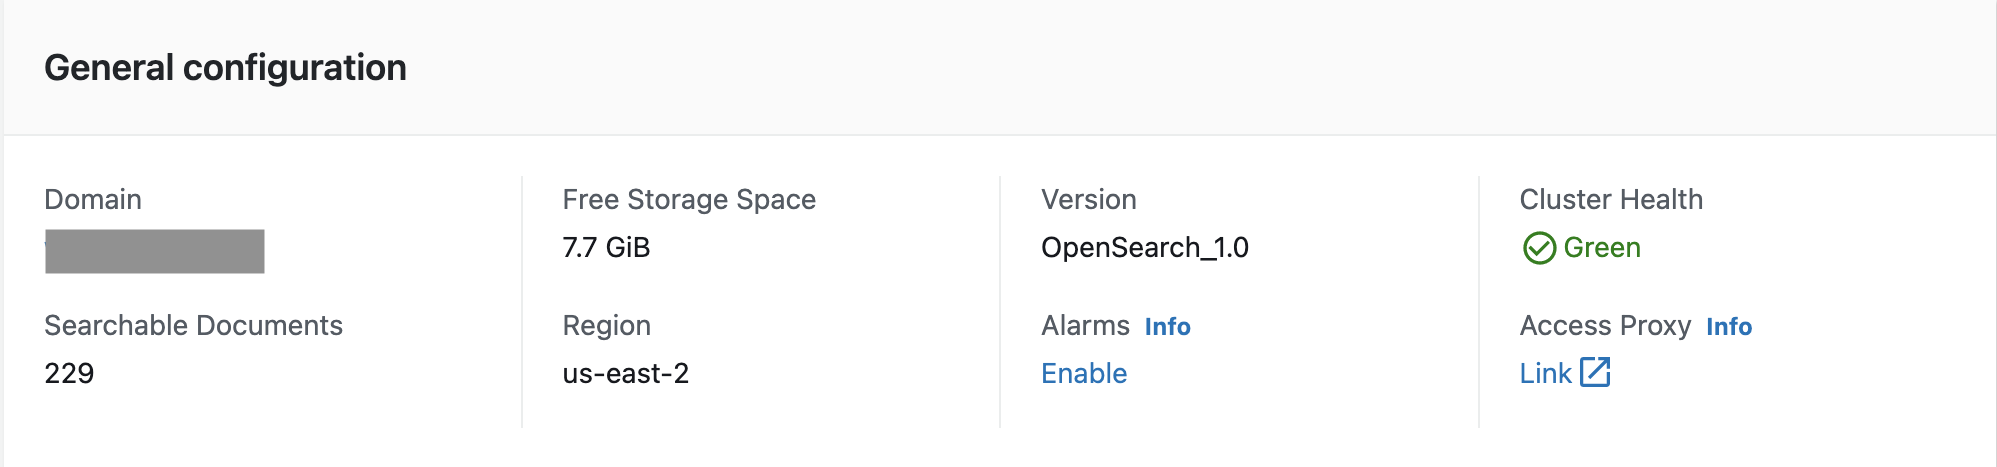 General configuration
Domain
Free Storage Space
7.7 GiB
Version
OpenSearch_1.0
Cluster Health
Green
Searchable Documents
229
Region
us-east-2
Alarms Info
Enable
Access Proxy Info
Link